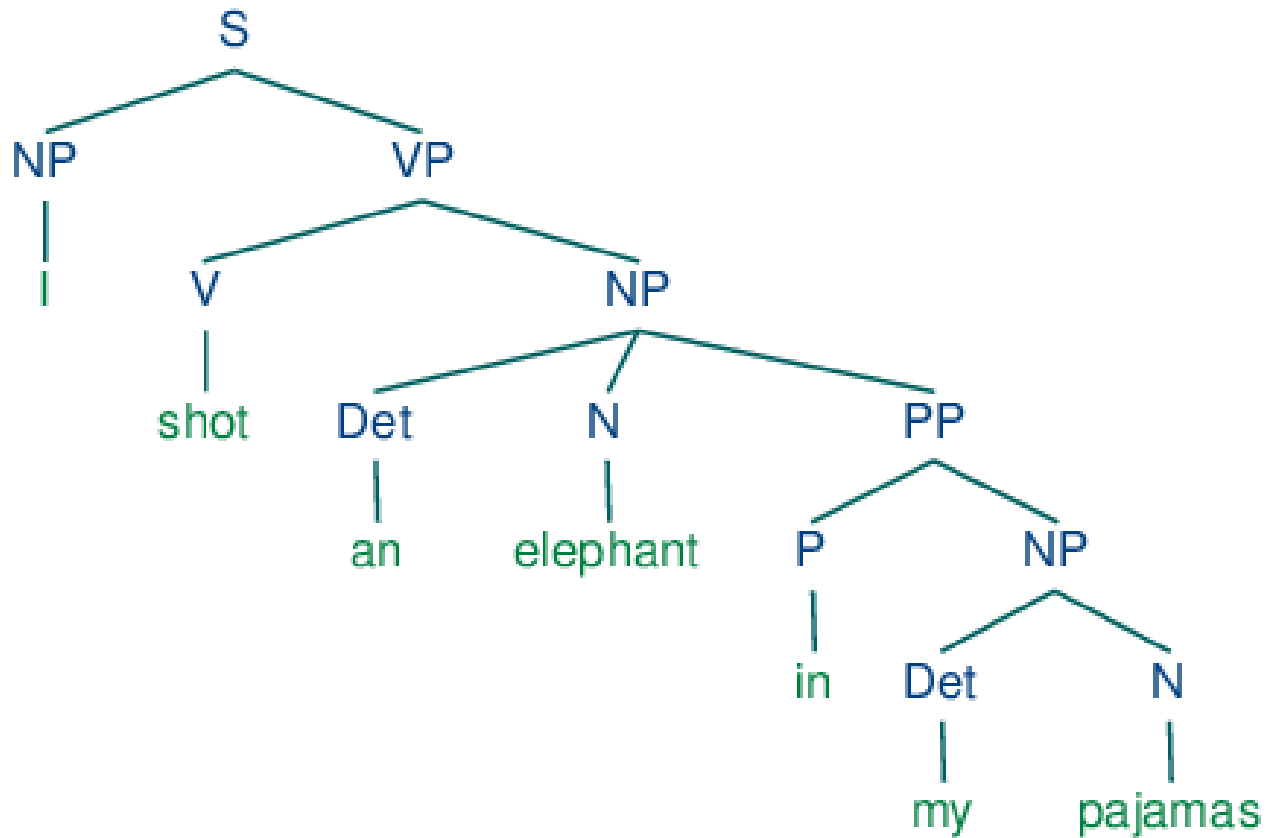 S
NP VP
I V NP
shot Det N PP
an elephant P NP
in Det N
my pajamas